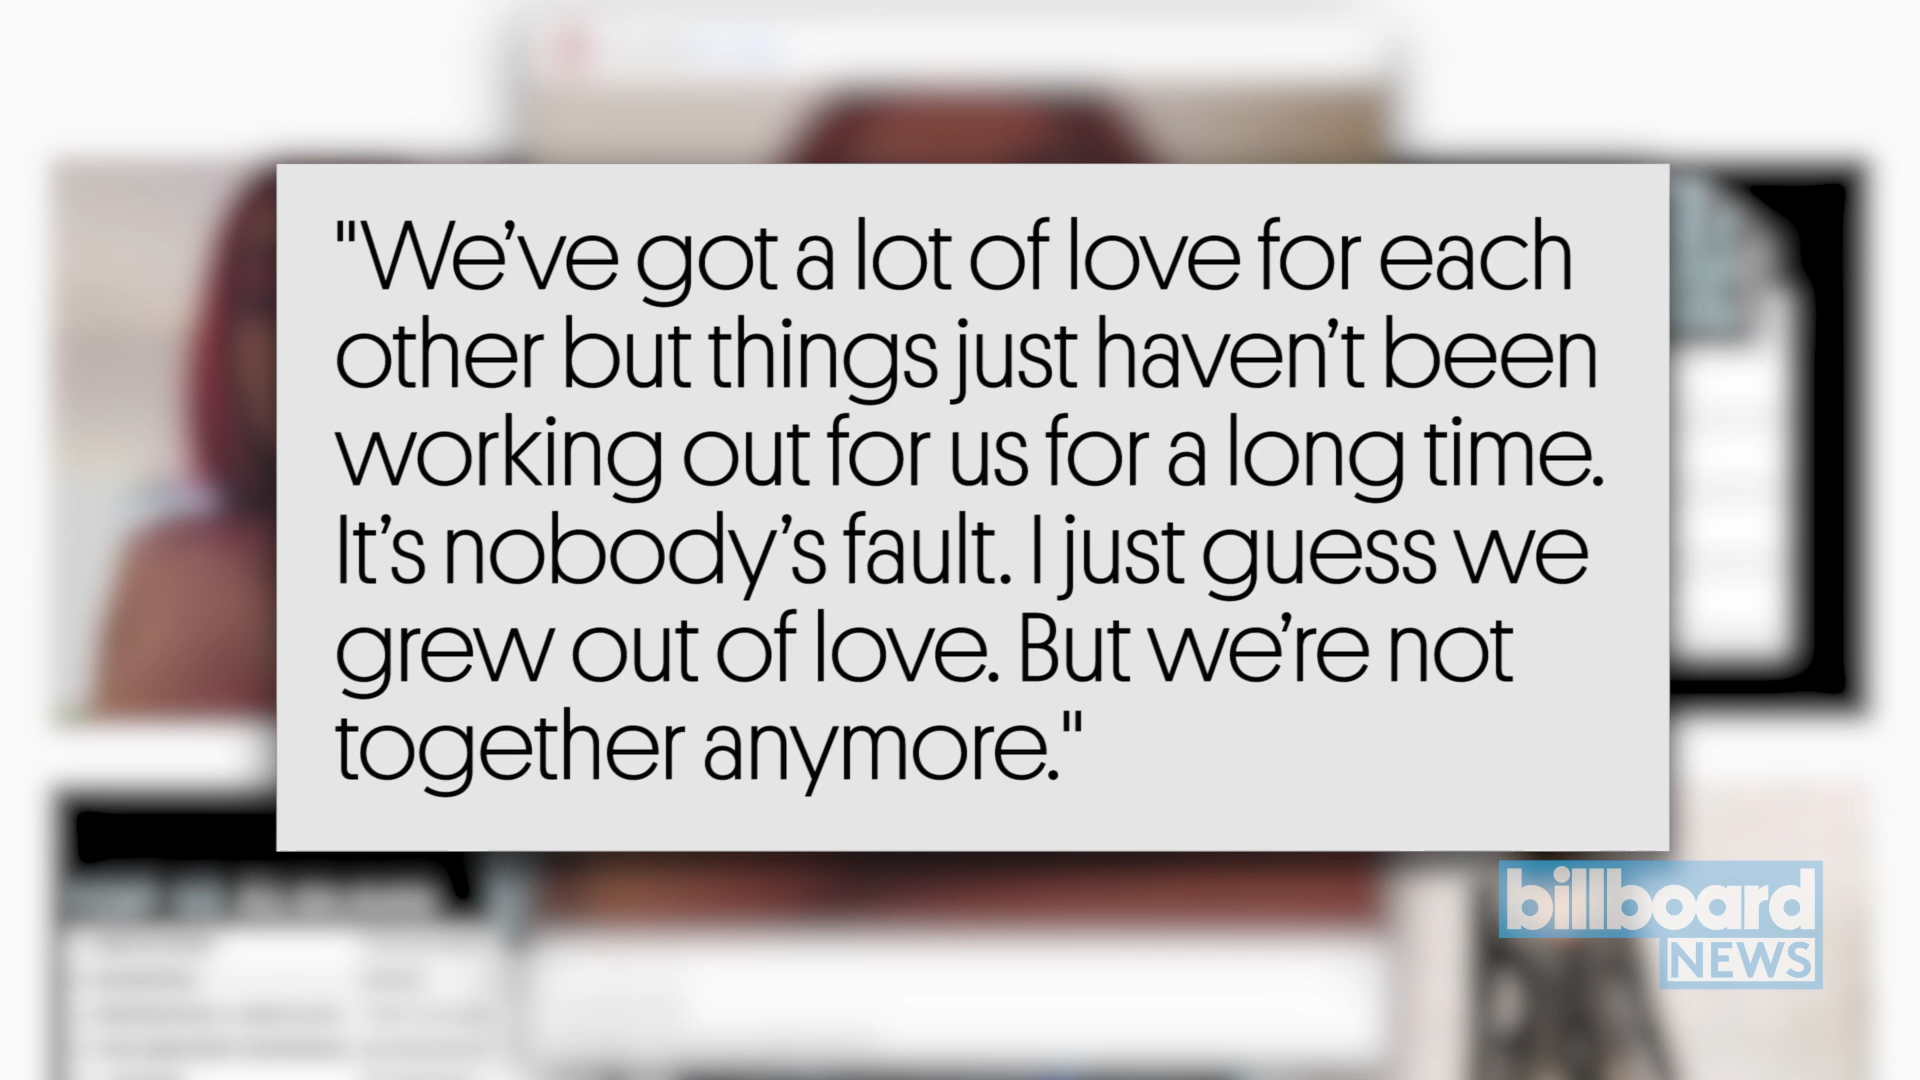 "We’ve got a lot of love for each
other but things just haven’t been
working out for us for a long time.
It’s nobody’s fault. I just guess we
grew out of love. But we’re not
together anymore."
billboard
NEWS